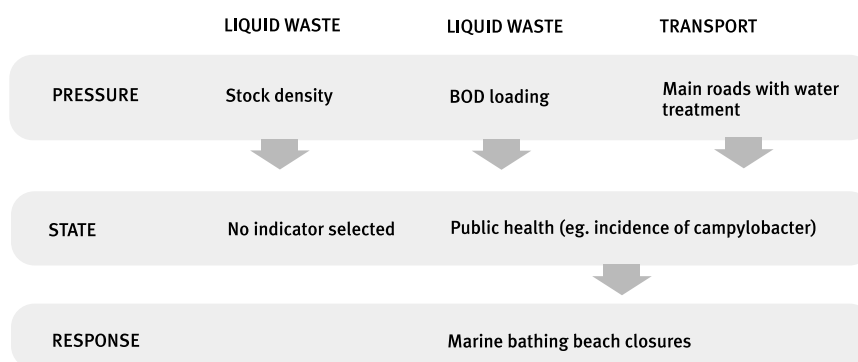 LIQUID WASTE LIQUID WASTE TRANSPORT
PRESSURE Stock density BOD loading Main roads with water
treatment
STATE No indicator selected Public health (eg. incidence of campylobacter)
RESPONSE Marine bathing beach closures